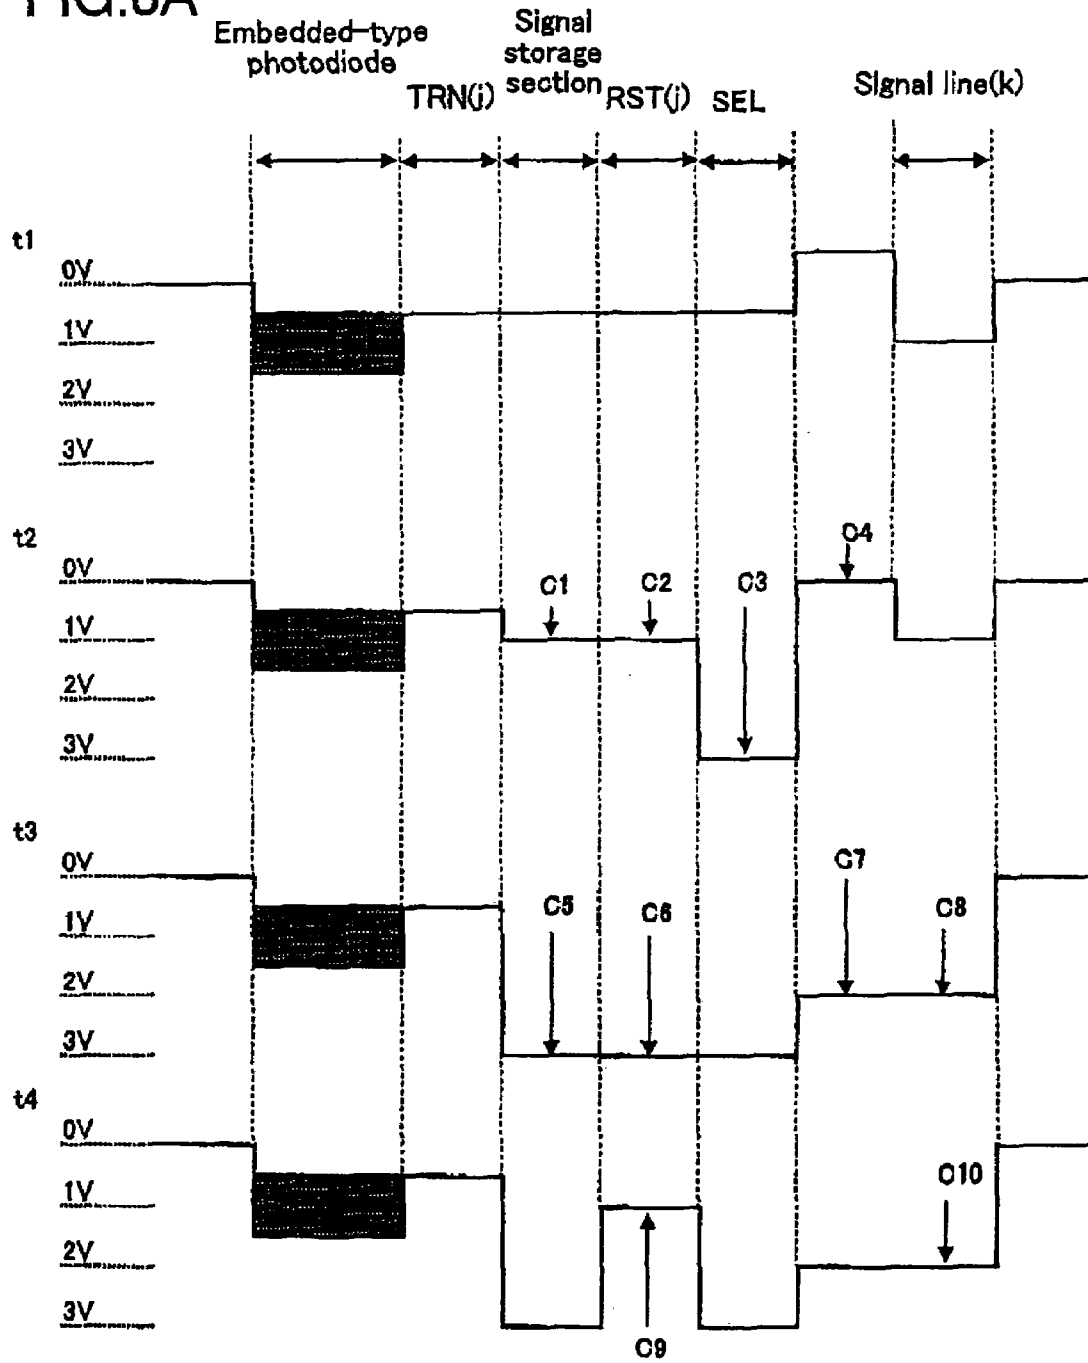 Embedded-type
photodiode
TRN(j)
Signal
storage
section
RST(j)
SEL
Signal line(k)
t1
0V
1V
2V
3V
t2
0V
C1
C2
C3
C4
1V
2V
3V
t3
0V
C5
C6
C7
C8
1V
2V
3V
t4
0V
1V
C10
2V
3V
C9